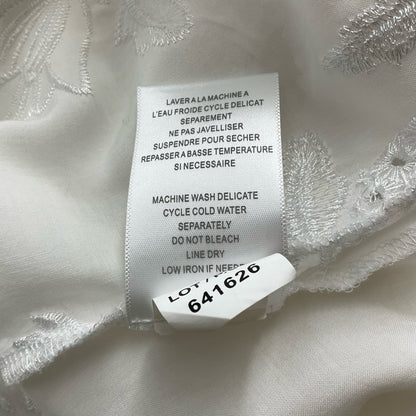 LAVER A LA MACHINE A
L'EAU FROIDE CYCLE DELICAT
SEPAREMENT
NE PAS JAVELLISER
SUSPENDRE POUR SECHER
REPASSER A BASSE TEMPERATURE
SI NECESSAIRE
MACHINE WASH DELICATE
CYCLE COLD WATER
SEPARATELY
DO NOT BLEACH
LINE DRY
LOW IRON IF
LOT
641626